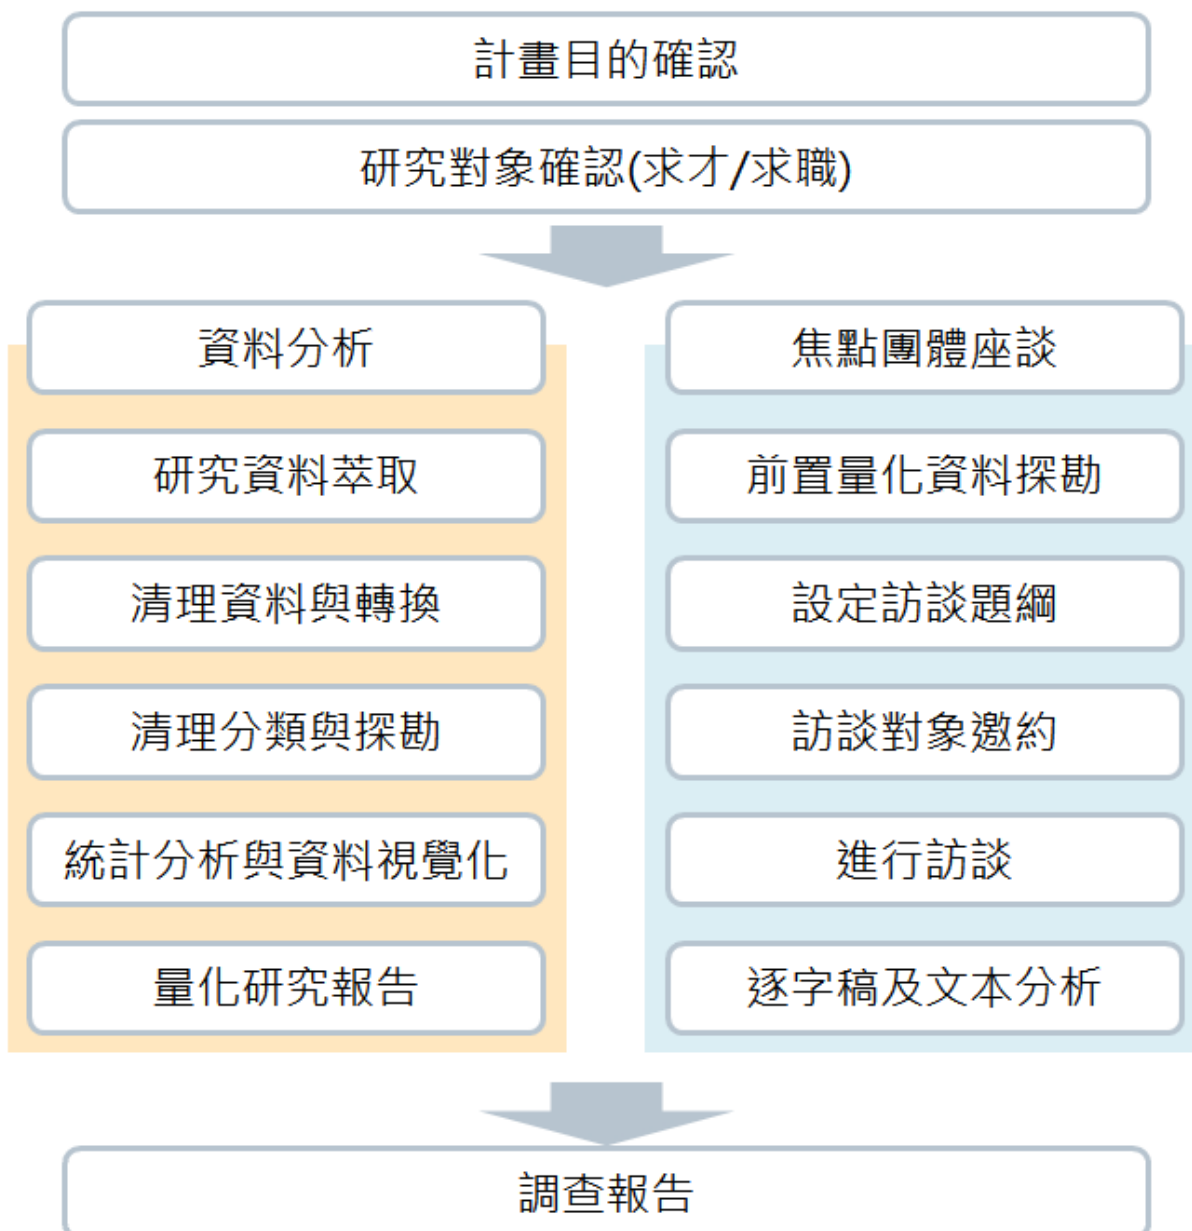 計畫目的確認
研究對象確認(求才/求職)
資料分析
研究資料萃取
清理資料與轉換
清理分類與探勘
統計分析與資料視覺化
量化研究報告
焦點團體座談
前置量化資料探勘
設定訪談題綱
訪談對象邀約
進行訪談
逐字稿及文本分析
調查報告